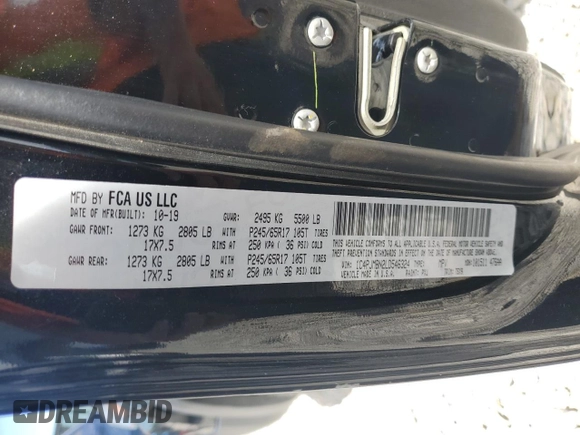 MFD BY FCA US LLC
DATE OF MFR(BUILT): 10-19 GVWR: 2495 KG 5500 LB
GAWR FRONT: 1273 KG 2805 LB WITH P245/65R17 105T TIRES
17X7.5 RIMS AT 250 KPA ( 36 PSI) COLD
GAWR REAR: 1273 KG 2805 LB WITH P245/65R17 105T TIRES
17X7.5 RIMS AT 250 KPA ( 36 PSI) COLD
THIS VEHICLE CONFORMS TO ALL APPLICABLE U.S.A. FEDERAL MOTOR VEHICLE SAFETY AND
THEFT PREVENTION STANDARDS IN EFFECT ON THE DATE OF MANUFACTURE
SHOWN ABOVE.
VIN: TYPE: MPV
MADE IN U.S.A. PAINT:
DREAMBID